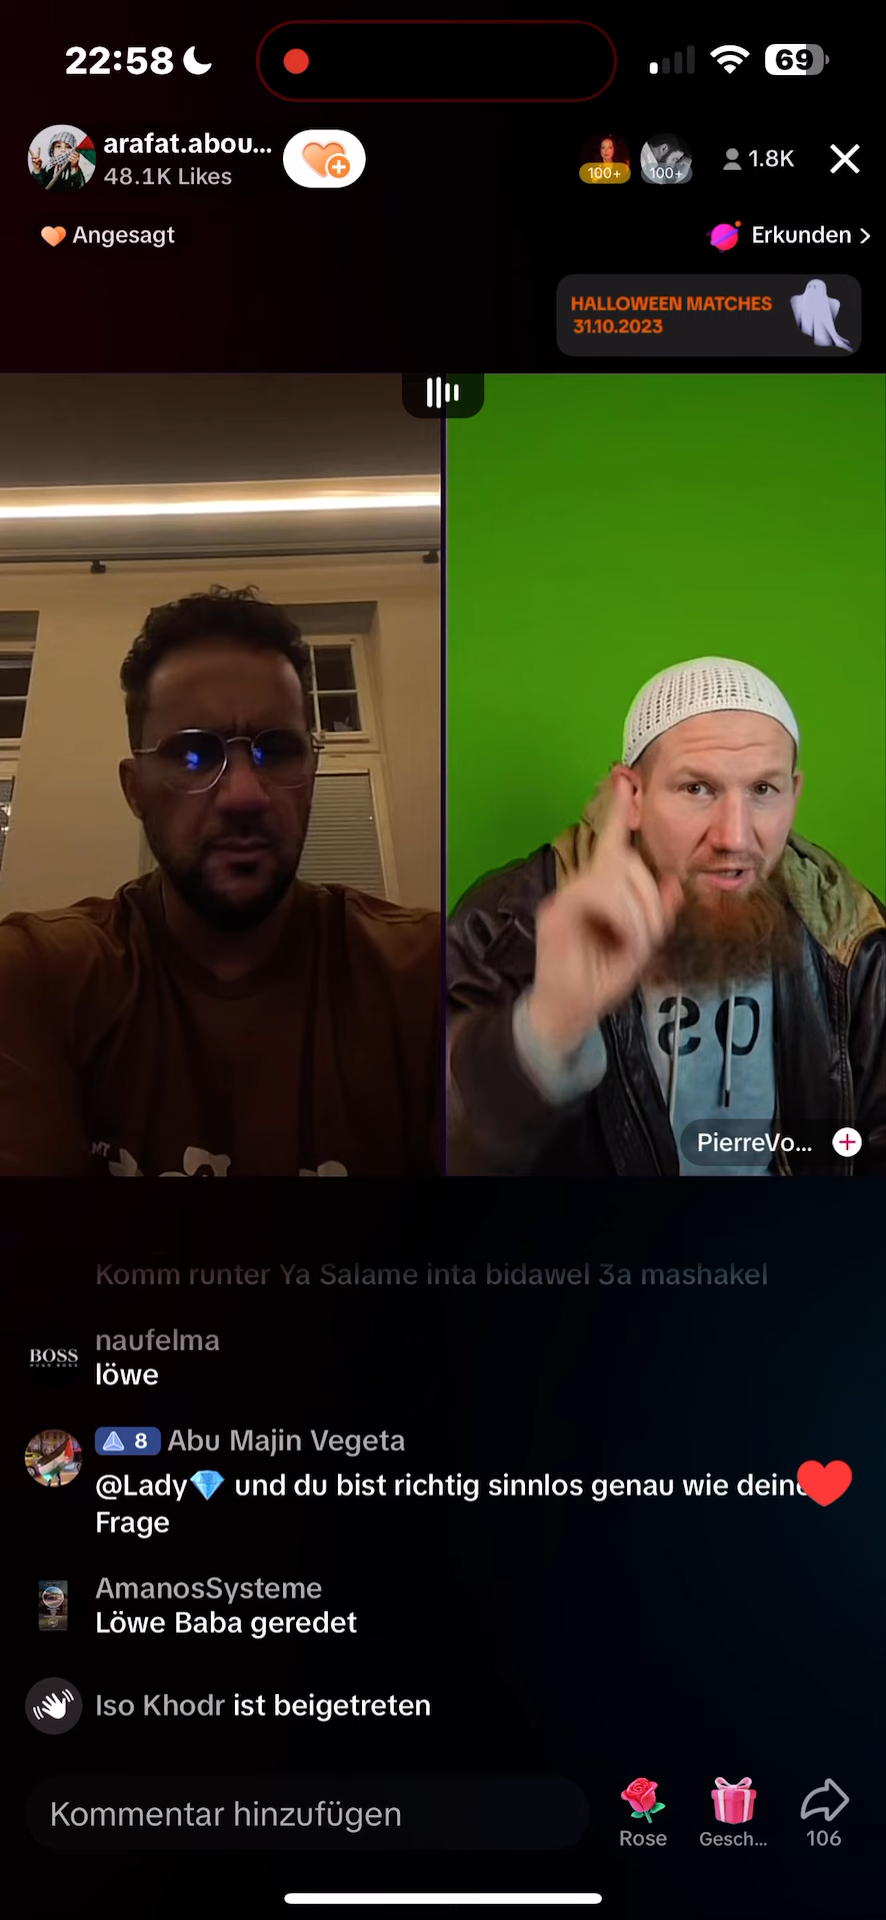 22:58
69
arafat.abou...
48.1K Likes
100+
100+
1.8K
Angesagt
Erkunden >
HALLOWEEN MATCHES
31.10.2023
PierreVo...
Komm runter Ya Salame inta bidawel 3a mashakel
BOSS
HUGO BOSS
naufelma
löwe
8 Abu Majin Vegeta
@Lady💎 und du bist richtig sinnlos genau wie deine
Frage
AmanosSysteme
Löwe Baba geredet
Iso Khodr ist beigetreten
Kommentar hinzufügen
Rose
Gesch...
106